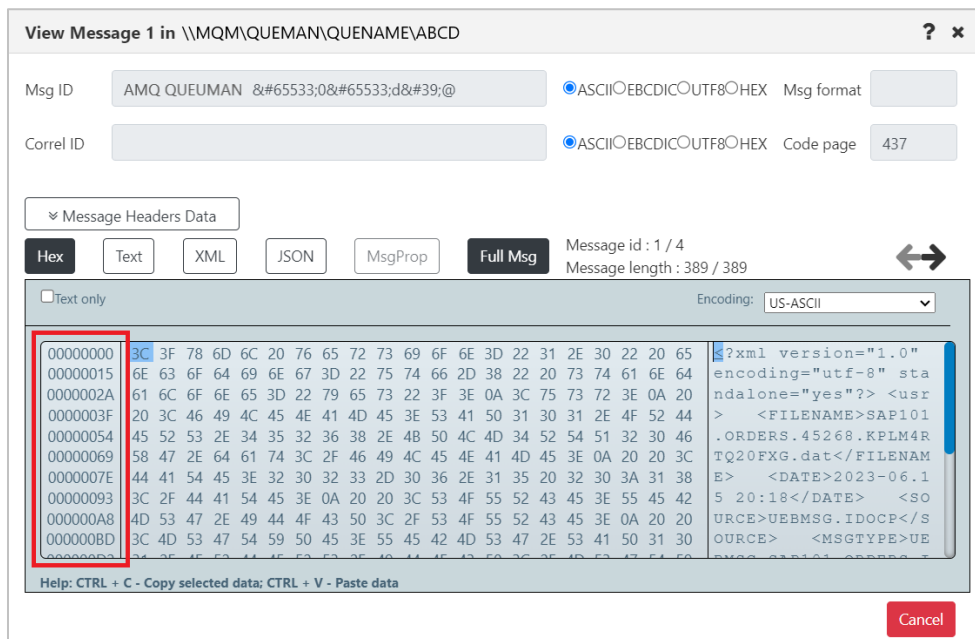 View Message 1 in \\MQM\QUEMAN\QUENAME\ABCD ? ×
Msg ID AMQ QUEUMAN &#65533;0&#65533;d&#39;@ ASCII EBCDIC UTF8 HEX Msg format
Correl ID ASCII EBCDIC UTF8 HEX Code page 437
Message Headers Data
Hex Text XML JSON MsgProp Full Msg
Message id : 1 / 4
Message length : 389 / 389
Text only Encoding: US-ASCII
00000000 3C 3F 78 6D 6C 20 76 65 72 73 69 6F 6E 3D 22 31 2E 30 22 20 65 <?xml version="1.0"
00000015 6E 63 6F 64 69 6E 67 3D 22 75 74 66 2D 38 22 20 73 74 61 6E 64 encoding="utf-8" sta
0000002A 61 6C 6F 6E 65 3D 22 79 65 73 22 3F 3E 0A 3C 75 73 72 3E 0A 20 ndalone="yes"?> <usr
0000003F 20 3C 46 49 4C 45 4E 41 4D 45 3E 53 41 50 31 30 31 2E 4F 52 44 > <FILENAME>SAP101
00000054 45 52 53 2E 34 35 32 36 38 2E 4B 50 4C 4D 34 52 54 51 32 30 46 .ORDERS.45268.KPLM4R
00000069 58 47 2E 64 61 74 3C 2F 46 49 4C 45 4E 41 4D 45 3E 0A 20 20 3C TQ20FXG.dat</FILENAM
0000007E 44 41 54 45 3E 32 30 32 33 2D 30 36 2E 31 35 20 32 30 3A 31 38 E> <DATE>2023-06.1
00000093 3C 2F 44 41 54 45 3E 0A 20 20 3C 53 4F 55 52 43 45 3E 55 45 42 5 20:18</DATE> <SO
000000A8 4D 53 47 2E 49 44 4F 43 50 3C 2F 53 4F 55 52 43 45 3E 0A 20 20 URCE>UEBMSG.IDOCP</S
000000BD 3C 4D 53 47 54 59 50 45 3E 55 45 42 4D 53 47 2E 53 41 50 31 30 OURCE> <MSGTYPE>UE
Help: CTRL + C - Copy selected data; CTRL + V - Paste data
Cancel